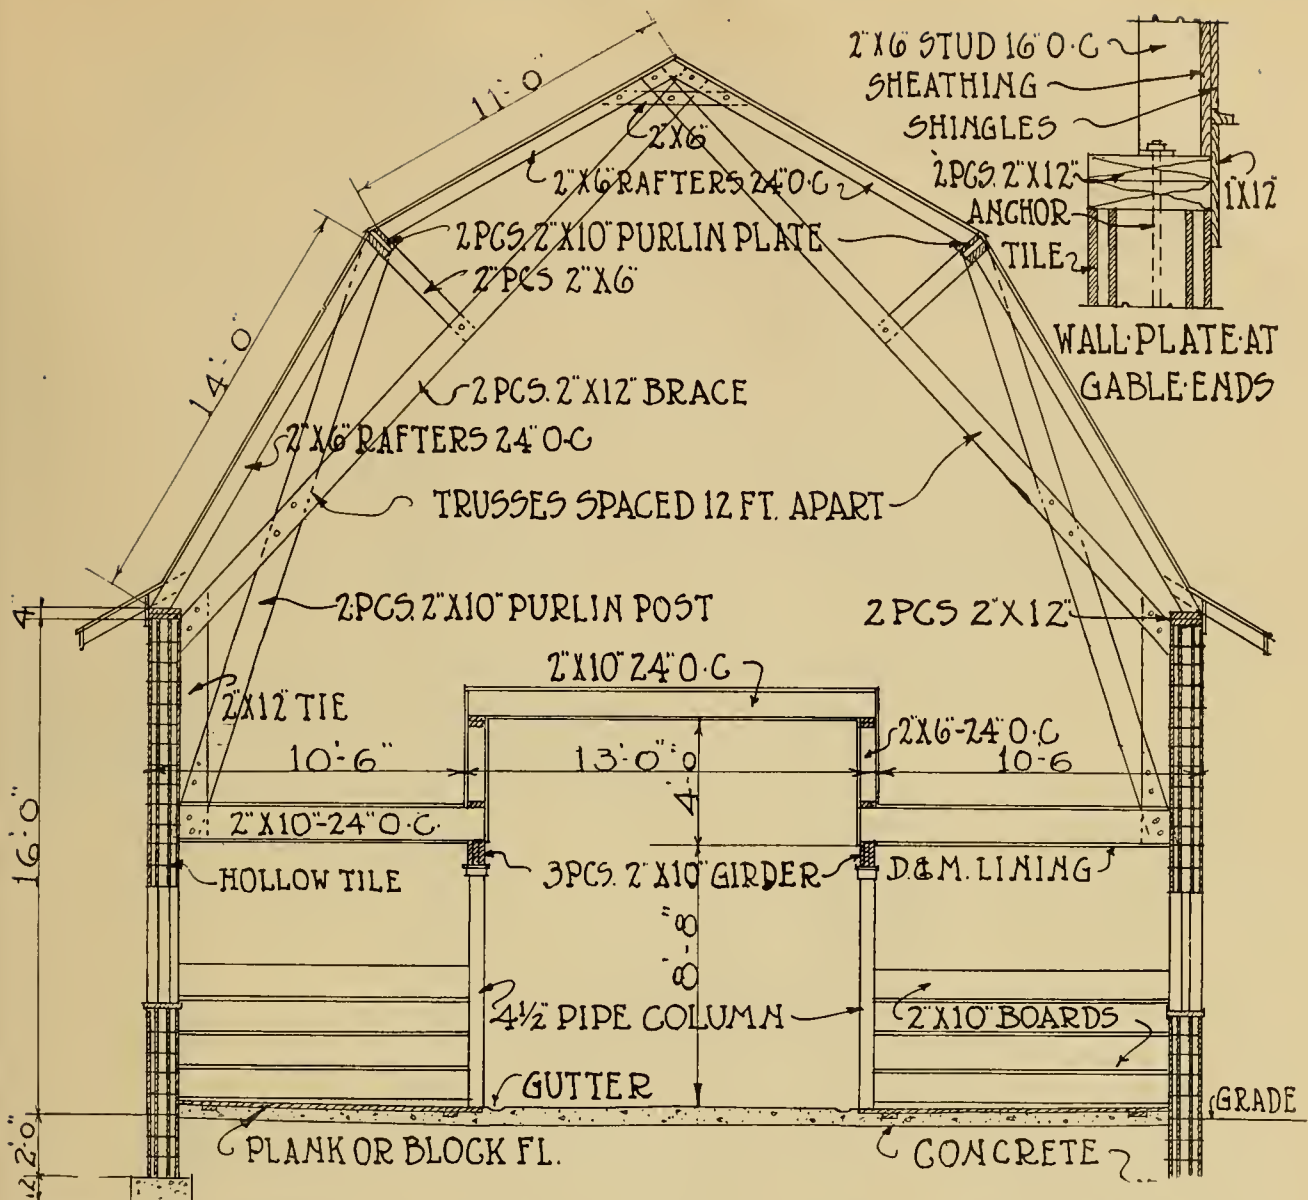 11'-0"
2"X6" STUD 16" O·C
SHEATHING
SHINGLES
2PCS. 2"X12"
ANCHOR
TILE
1"X12"
WALL·PLATE·AT
GABLE·ENDS
2"X6"
2"X6" RAFTERS 24" O·C
2 PCS. 2"X10" PURLIN PLATE
2" PCS 2"X6"
14'-0"
2 PCS. 2"X12" BRACE
2"X6" RAFTERS 24" O·C
TRUSSES SPACED 12 FT. APART
4"
2·PCS. 2"X10" PURLIN POST
2 PCS 2"X12"
2"X10" 24" O·C
2"X12" TIE
2"X6"-24" O·C
10'-6"
13'-0"
10-6
4'-0"
16'-0"
2"X10"-24" O·C.
HOLLOW TILE
3 PCS. 2"X10" GIRDER
D.&M. LINING
8'-8"
4½" PIPE COLUMN
2"X10" BOARDS
GUTTER
GRADE
2'-0"
PLANK OR BLOCK FL.
CONCRETE